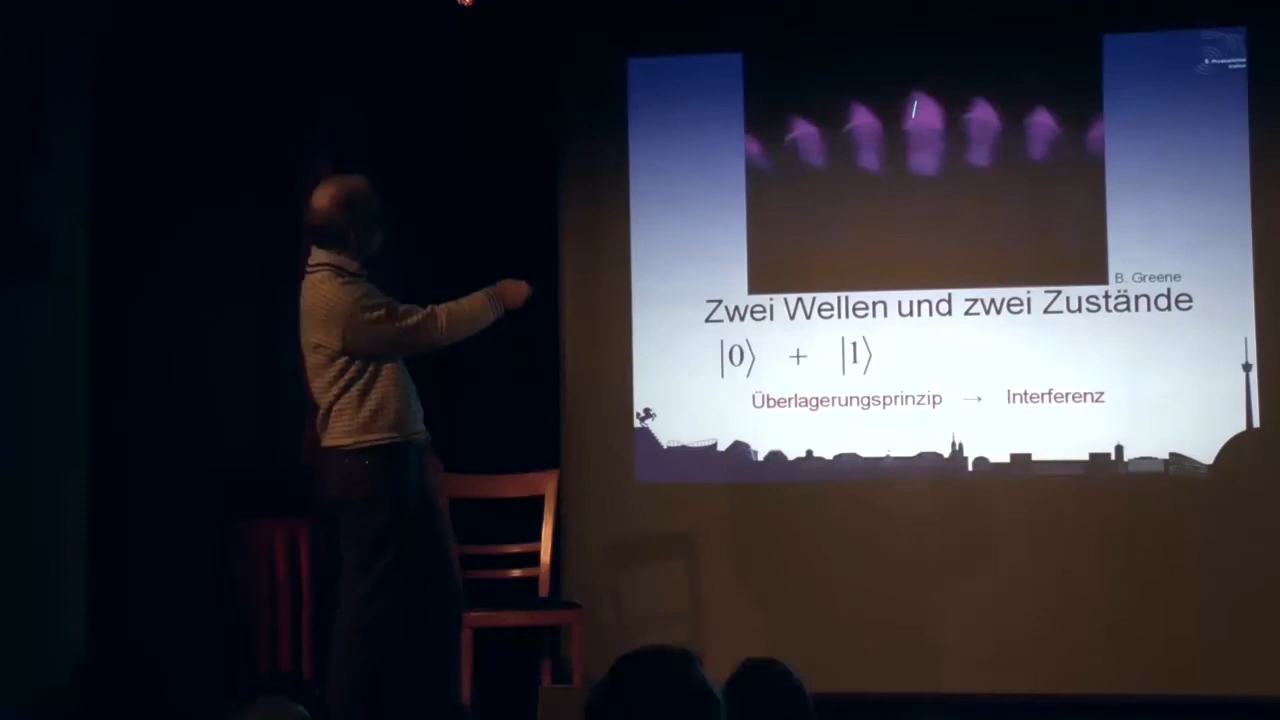 B. Greene
Zwei Wellen und zwei Zustände
|0⟩ + |1⟩
Überlagerungsprinzip → Interferenz